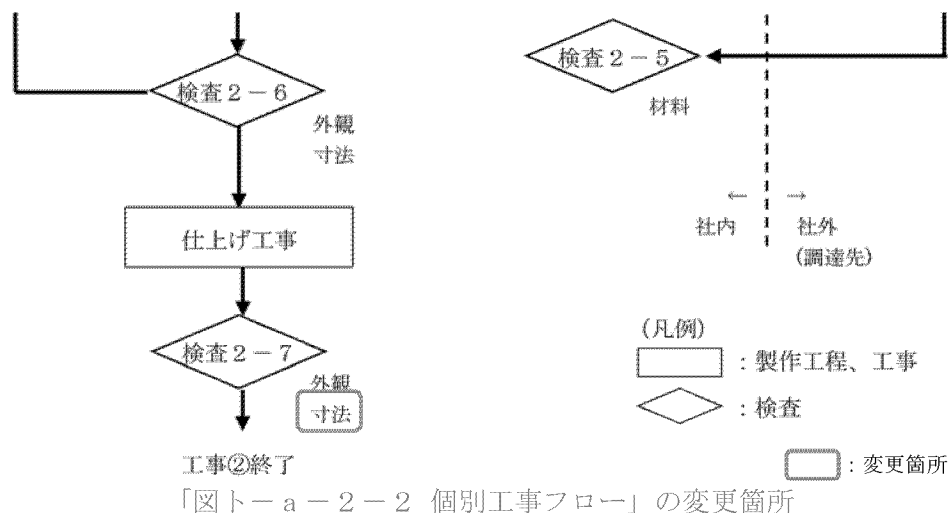 検査2－6
外観
寸法
仕上げ工事
検査2－7
外観
寸法
工事②終了
検査2－5
材料
← →
社内 社外
(調達先)
(凡例)
：製作工程、工事
：検査
：変更箇所
「図ト－a－2－2 個別工事フロー」の変更箇所